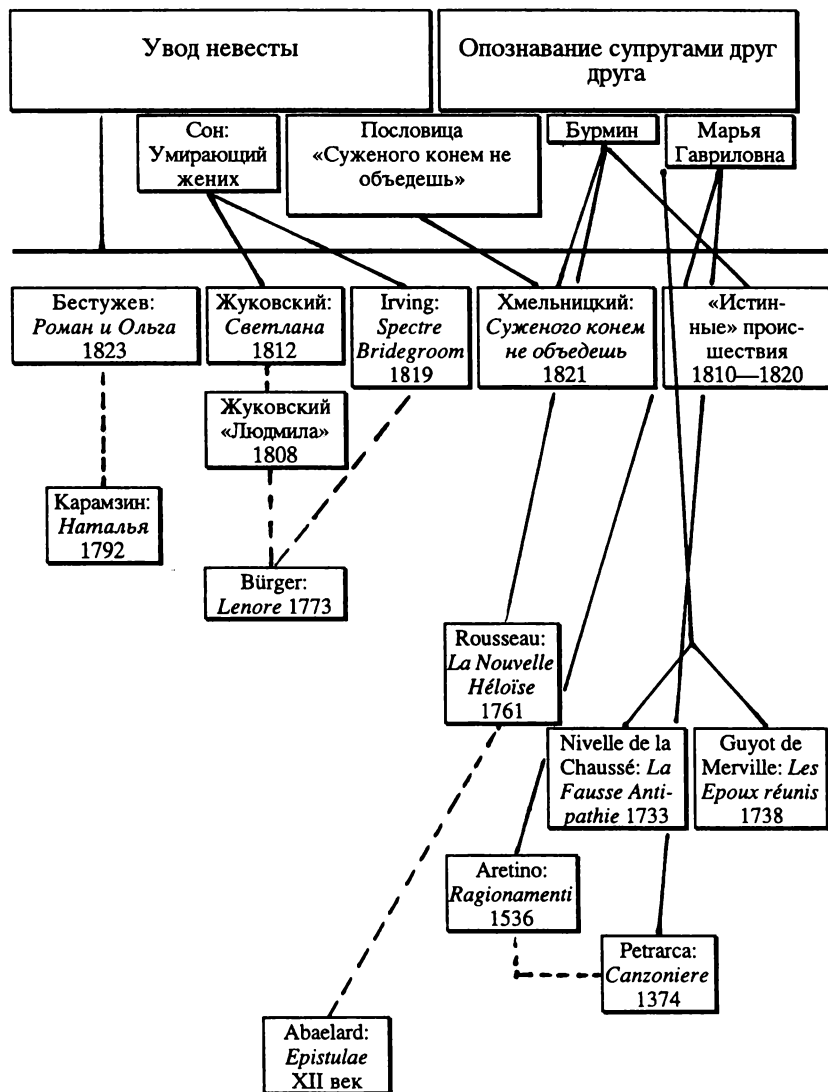 Увод невесты
Опознавание супругами друг
друга
Сон:
Умирающий
жених
Пословица
«Суженого конем не
объедешь»
Бурмин
Марья
Гавриловна
Бестужев:
Роман и Ольга
1823
Жуковский:
Светлана
1812
Irving:
Spectre
Bridegroom
1819
Хмельницкий:
Суженого конем
не объедешь
1821
«Истин-
ные» проис-
шествия
1810—1820
Жуковский
«Людмила»
1808
Карамзин:
Наталья
1792
Bürger:
Lenore 1773
Rousseau:
La Nouvelle
Héloïse
1761
Nivelle de la
Chaussé: La
Fausse Anti-
pathie 1733
Guyot de
Merville: Les
Epoux réunis
1738
Aretino:
Ragionamenti
1536
Petrarca:
Canzoniere
1374
Abaelard:
Epistulae
XII век